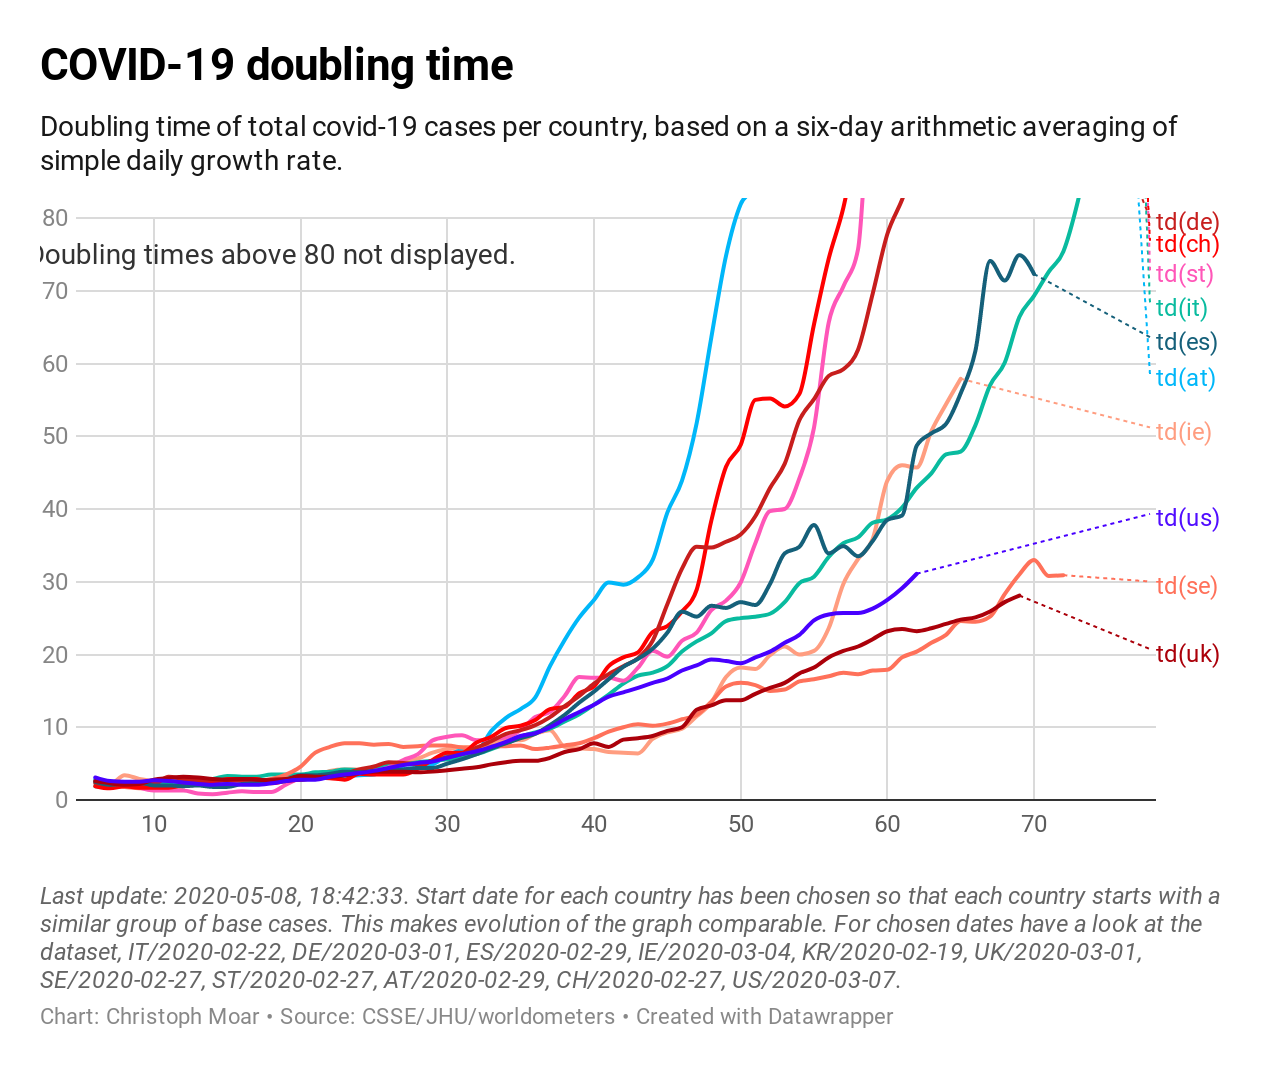 COVID-19 doubling time
Doubling time of total covid-19 cases per country, based on a six-day arithmetic averaging of
simple daily growth rate.
80
oubling times above 80 not displayed.
70
60
50
40
30
20
10
0
td(de)
td(ch)
td(st)
td(it)
td(es)
td(at)
td(ie)
td(us)
td(se)
td(uk)
10 20 30 40 50 60 70
Last update: 2020-05-08, 18:42:33. Start date for each country has been chosen so that each country starts with a
similar group of base cases. This makes evolution of the graph comparable. For chosen dates have a look at the
dataset, IT/2020-02-22, DE/2020-03-01, ES/2020-02-29, IE/2020-03-04, KR/2020-02-19, UK/2020-03-01,
SE/2020-02-27, ST/2020-02-27, AT/2020-02-29, CH/2020-02-27, US/2020-03-07.
Chart: Christoph Moar • Source: CSSE/JHU/worldometers • Created with Datawrapper